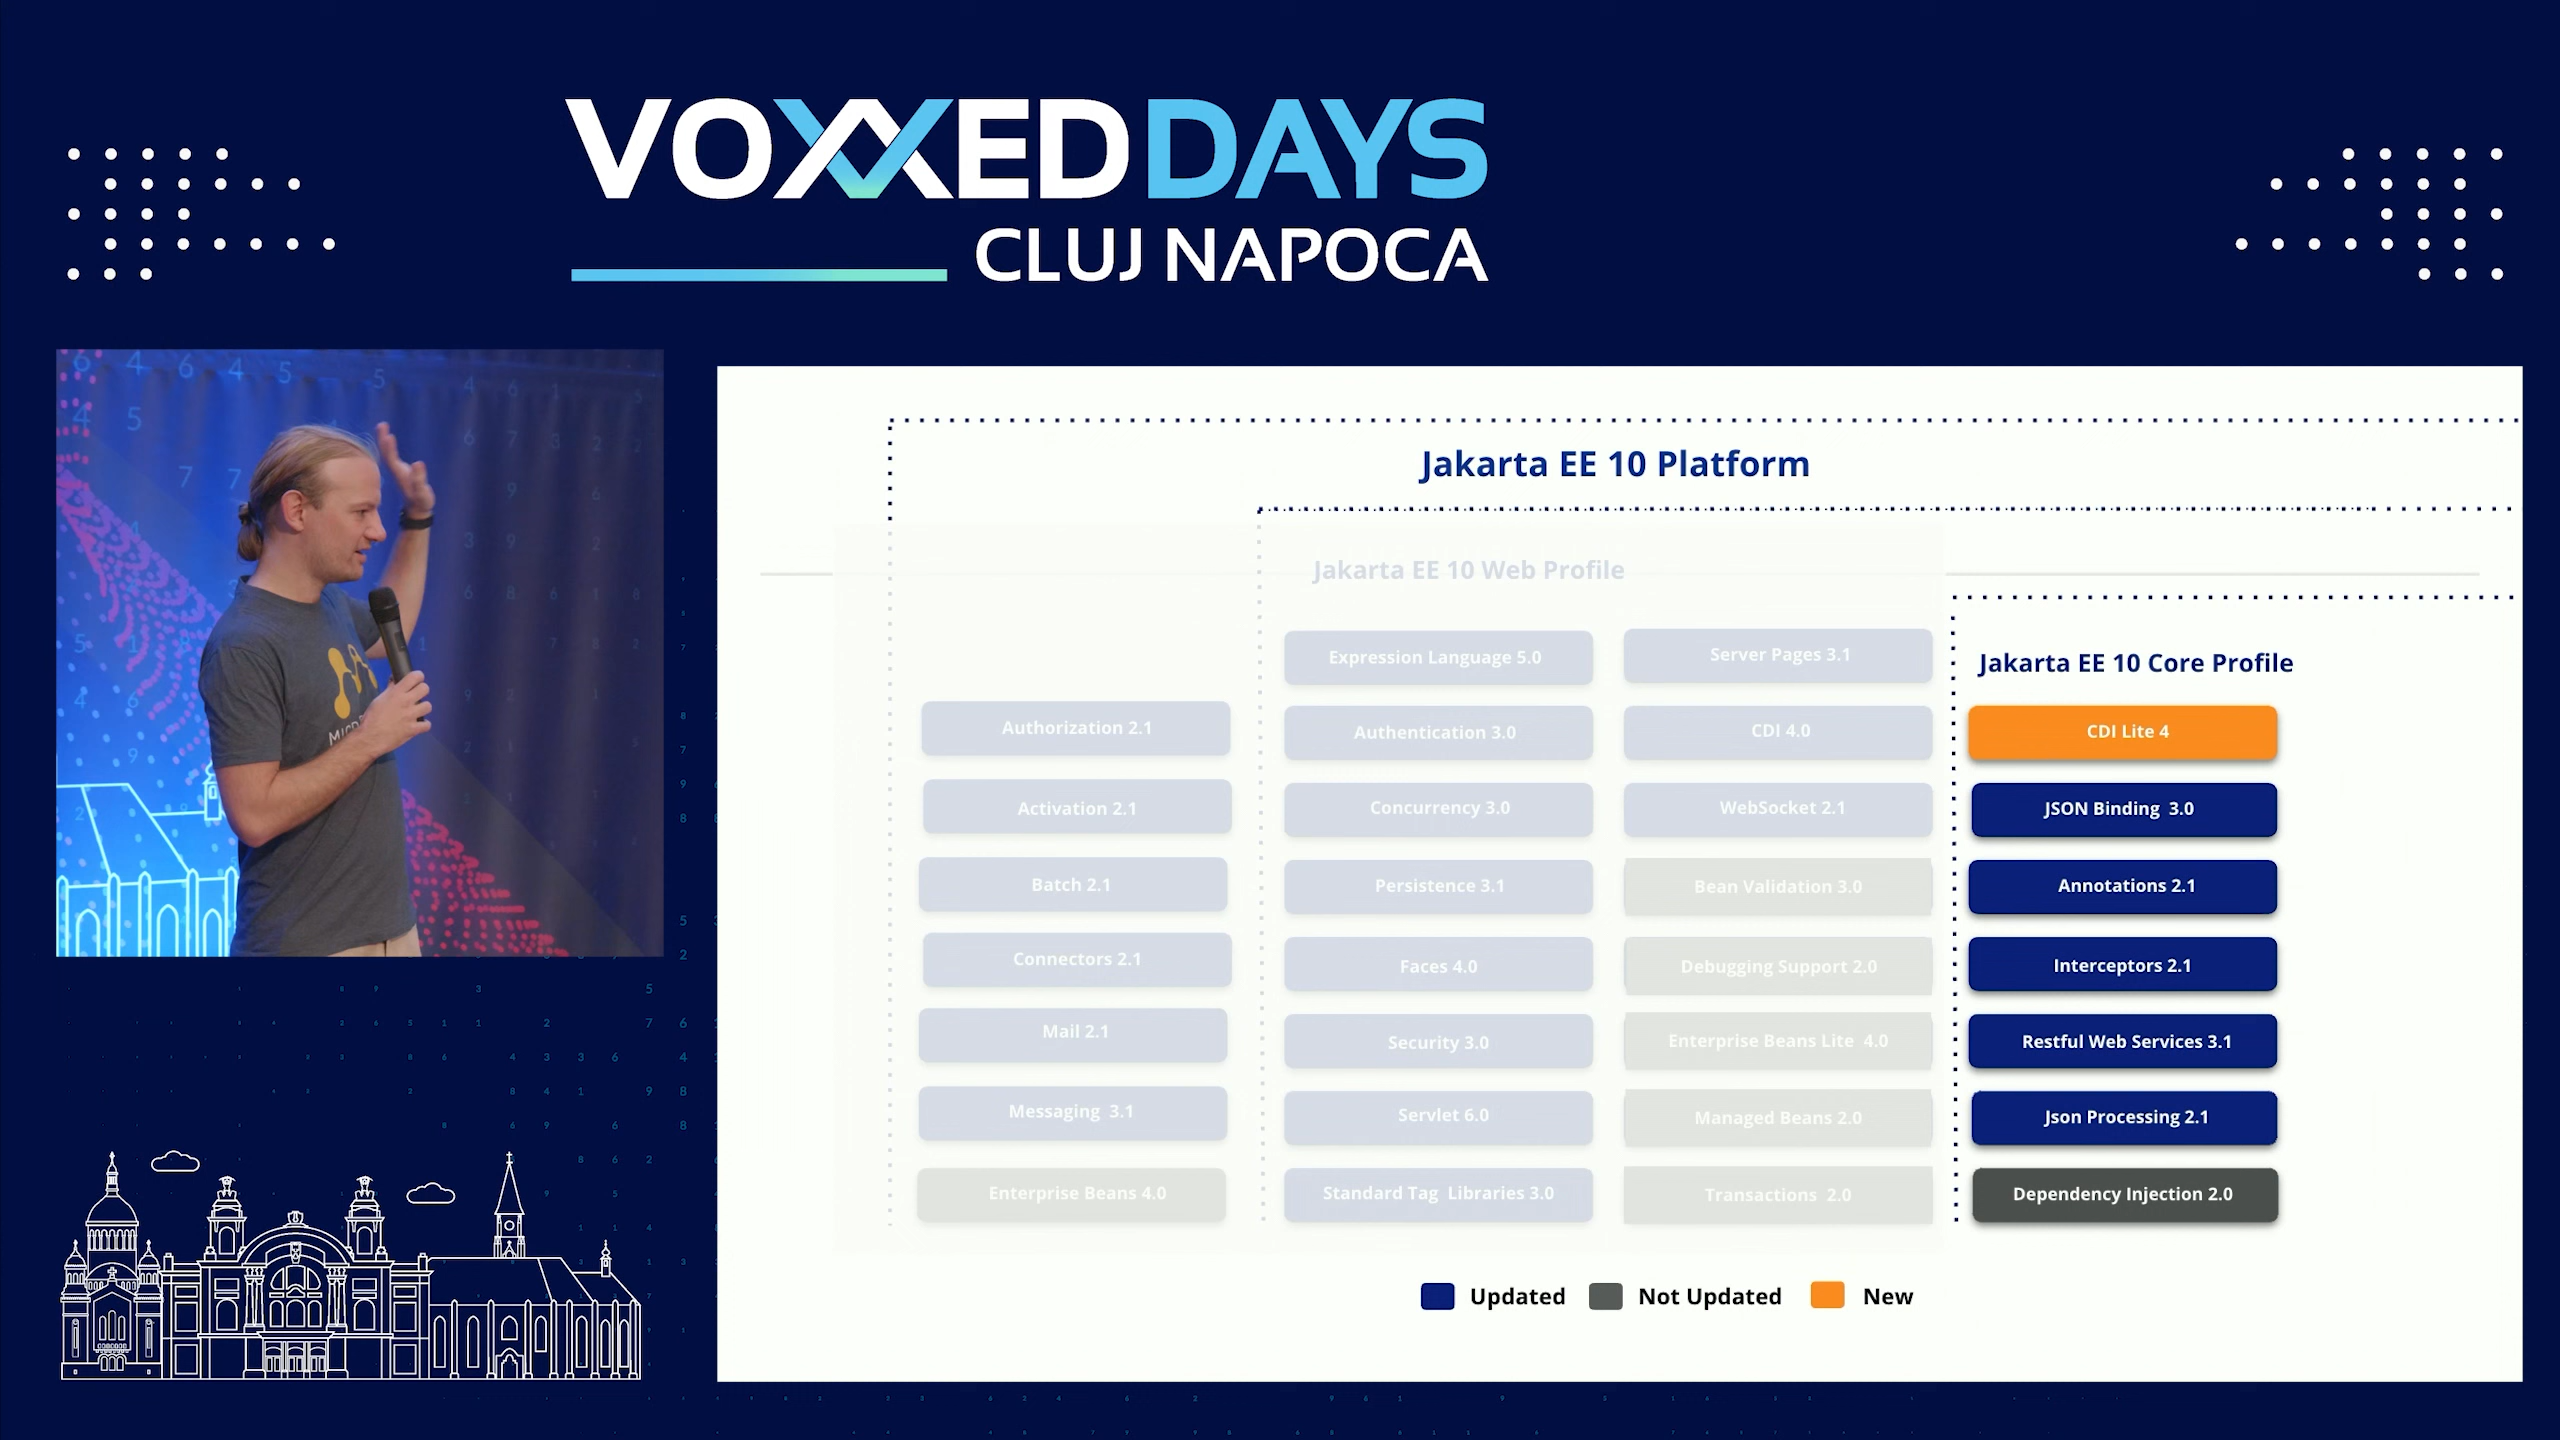 VOXXED DAYS
CLUJ NAPOCA
Jakarta EE 10 Platform
Jakarta EE 10 Web Profile
Jakarta EE 10 Core Profile
Authorization 2.1
Activation 2.1
Batch 2.1
Connectors 2.1
Mail 2.1
Messaging 3.1
Enterprise Beans 4.0
Expression Language 5.0
Authentication 3.0
Concurrency 3.0
Persistence 3.1
Faces 4.0
Security 3.0
Servlet 6.0
Standard Tag Libraries 3.0
Server Pages 3.1
CDI 4.0
WebSocket 2.1
Bean Validation 3.0
Debugging Support 2.0
Enterprise Beans Lite 4.0
Managed Beans 2.0
Transactions 2.0
CDI Lite 4
JSON Binding 3.0
Annotations 2.1
Interceptors 2.1
Restful Web Services 3.1
Json Processing 2.1
Dependency Injection 2.0
Updated
Not Updated
New